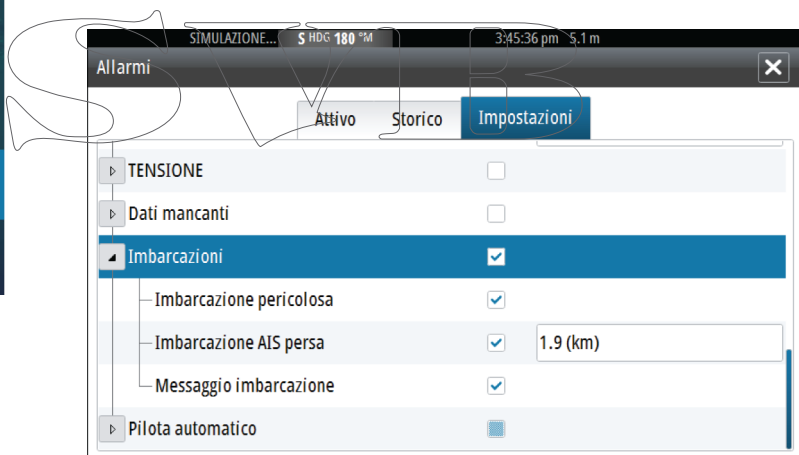 SIMULAZIONE... S HDG 180 °M 3:45:36 pm 5.1 m
Allarmi
Attivo Storico Impostazioni
TENSIONE
Dati mancanti
Imbarcazioni
Imbarcazione pericolosa
Imbarcazione AIS persa 1.9 (km)
Messaggio imbarcazione
Pilota automatico
SVB